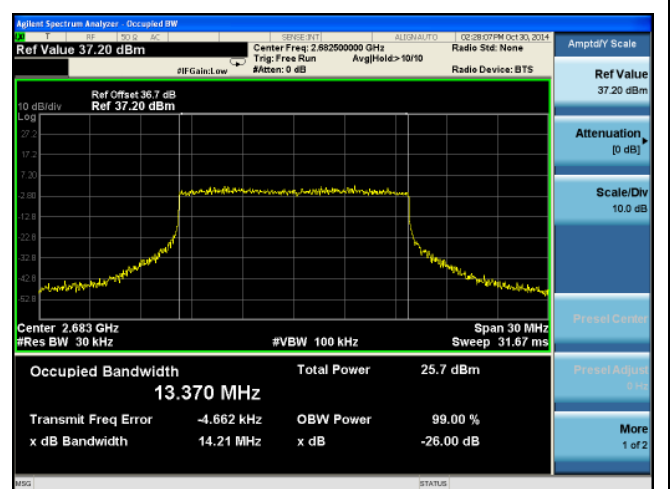 Agilent Spectrum Analyzer - Occupied BW
T RF 50 Ω AC SENSE:INT ALIGNAUTO 02:28:07PM Oct 30, 2014
Ref Value 37.20 dBm
Center Freq: 2.682500000 GHz
Radio Std: None
Trig: Free Run Avg|Hold:>10/10
#IFGain:Low
#Atten: 0 dB
Radio Device: BTS
Ref Offset 36.7 dB
10 dB/div Ref 37.20 dBm
Log
27.2
17.2
7.20
-2.80
-12.8
-22.8
-32.8
-42.8
-52.8
Center 2.683 GHz Span 30 MHz
#Res BW 30 kHz #VBW 100 kHz Sweep 31.67 ms
Occupied Bandwidth Total Power 25.7 dBm
13.370 MHz
Transmit Freq Error -4.662 kHz OBW Power 99.00 %
x dB Bandwidth 14.21 MHz x dB -26.00 dB
MSG STATUS
Amptd/Y Scale
Ref Value
37.20 dBm
Attenuation
[0 dB]
Scale/Div
10.0 dB
Presel Center
Presel Adjust
0 Hz
More
1 of 2